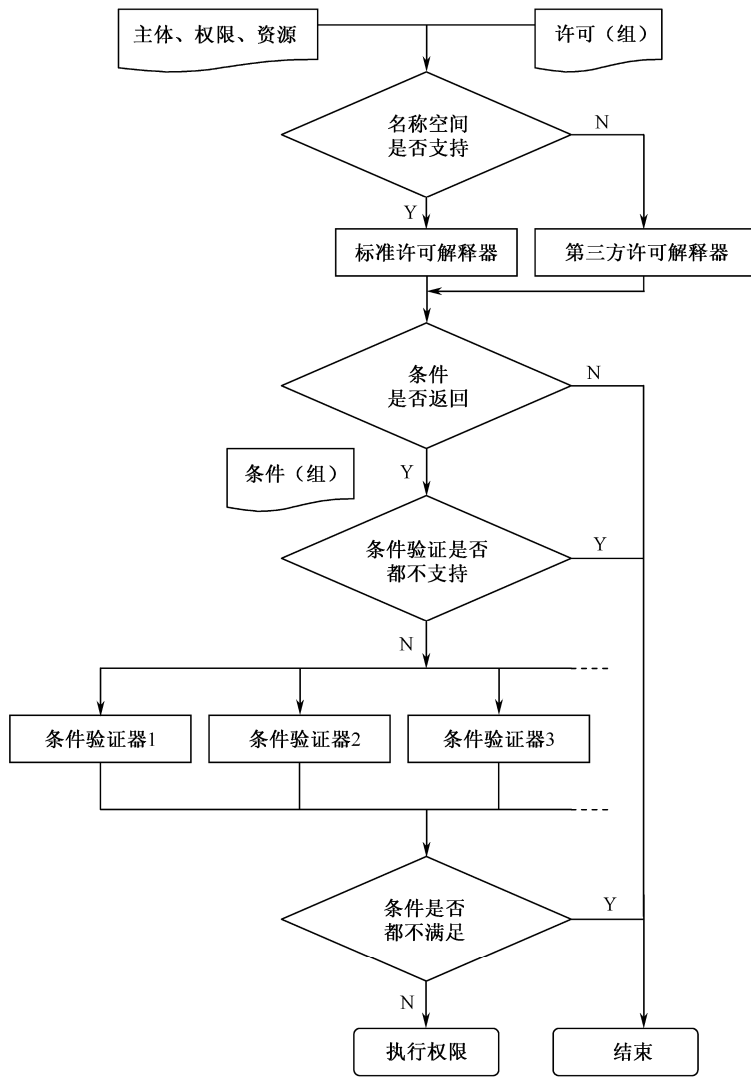 主体、权限、资源
许可（组）
名称空间
是否支持
N
Y
标准许可解释器
第三方许可解释器
条件
是否返回
N
条件（组）
Y
条件验证是否
都不支持
Y
N
条件验证器1
条件验证器2
条件验证器3
条件是否
都不满足
Y
N
执行权限
结束